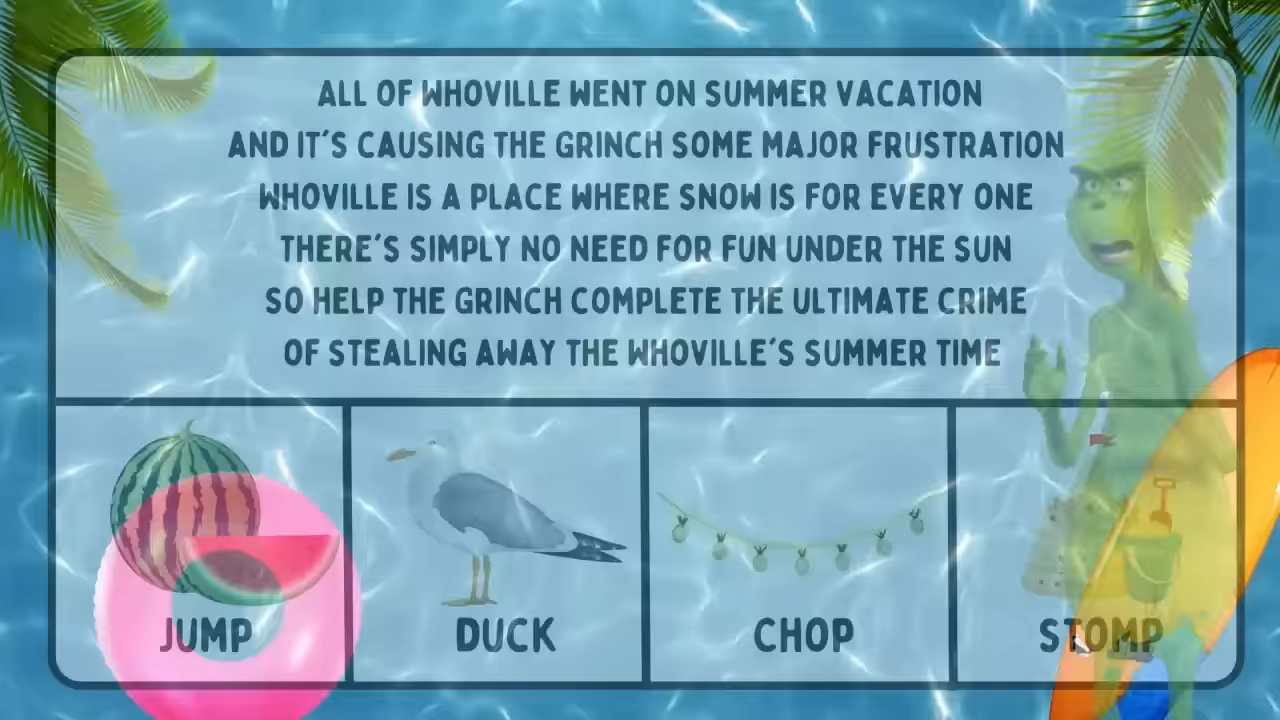 ALL OF WHOVILLE WENT ON SUMMER VACATION
AND IT'S CAUSING THE GRINCH SOME MAJOR FRUSTRATION
WHOVILLE IS A PLACE WHERE SNOW IS FOR EVERY ONE
THERE'S SIMPLY NO NEED FOR FUN UNDER THE SUN
SO HELP THE GRINCH COMPLETE THE ULTIMATE CRIME
OF STEALING AWAY THE WHOVILLE'S SUMMER TIME
JUMP
DUCK
CHOP
STOMP